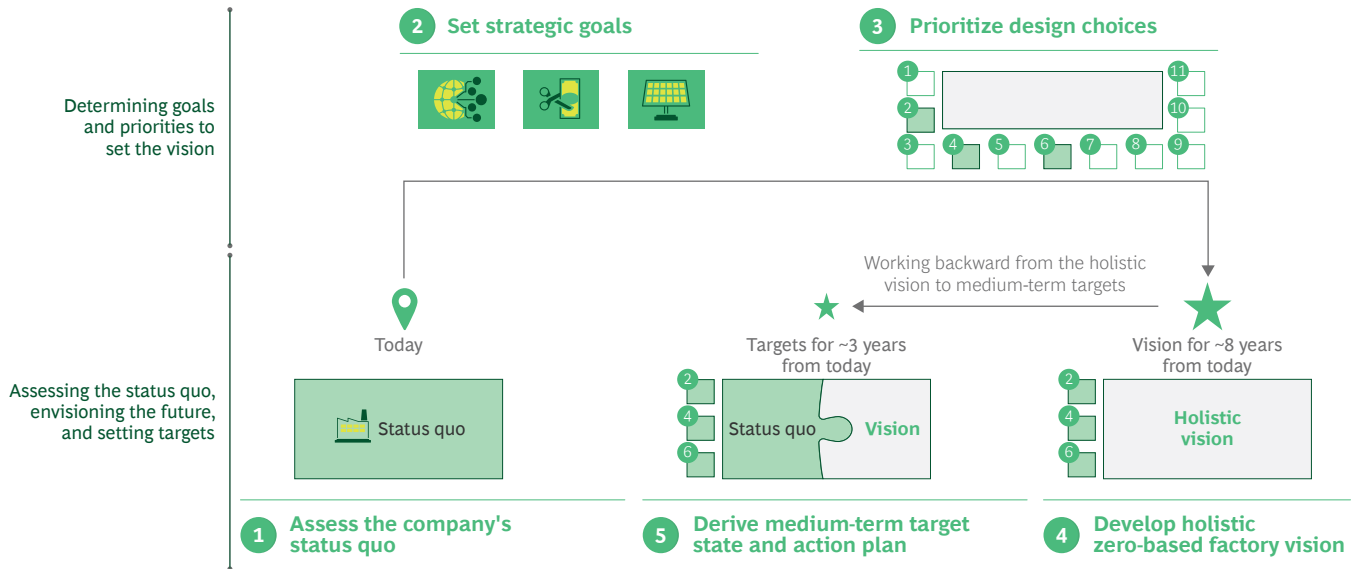 Determining goals
and priorities to
set the vision
2 Set strategic goals
3 Prioritize design choices
1
2
3
4
5
6
7
8
9
10
11
Working backward from the holistic
vision to medium-term targets
Today
Targets for ~3 years
from today
Vision for ~8 years
from today
Assessing the status quo,
envisioning the future,
and setting targets
Status quo
2
4
6
Status quo
Vision
2
4
6
Holistic
vision
1 Assess the company's
status quo
5 Derive medium-term target
state and action plan
4 Develop holistic
zero-based factory vision